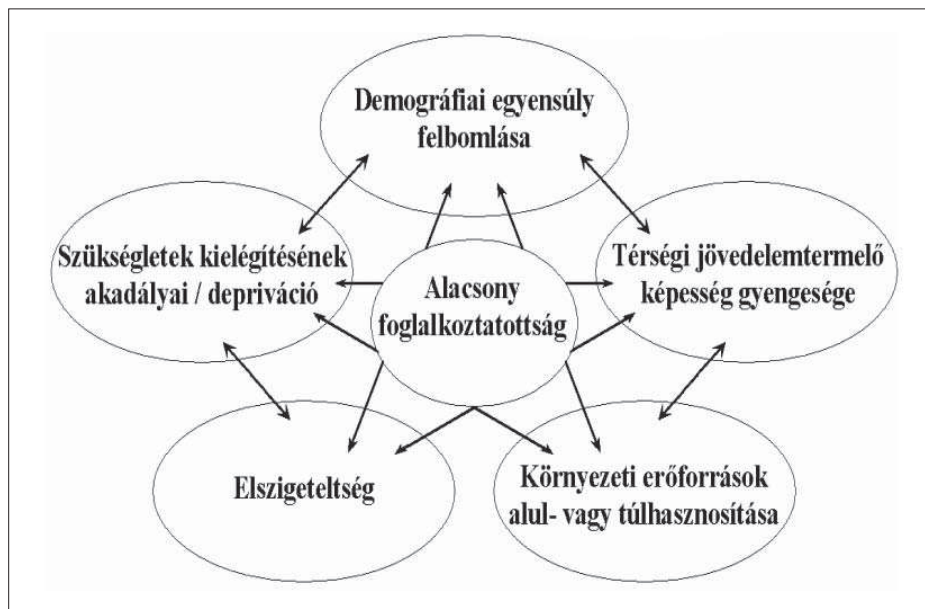 Demográfiai egyensúly
felbomlása
Szükségletek kielégítésének
akadályai / depriváció
Térségi jövedelemtermelő
képesség gyengesége
Alacsony
foglalkoztatottság
Elszigeteltség
Környezeti erőforrások
alul- vagy túlhasznosítása